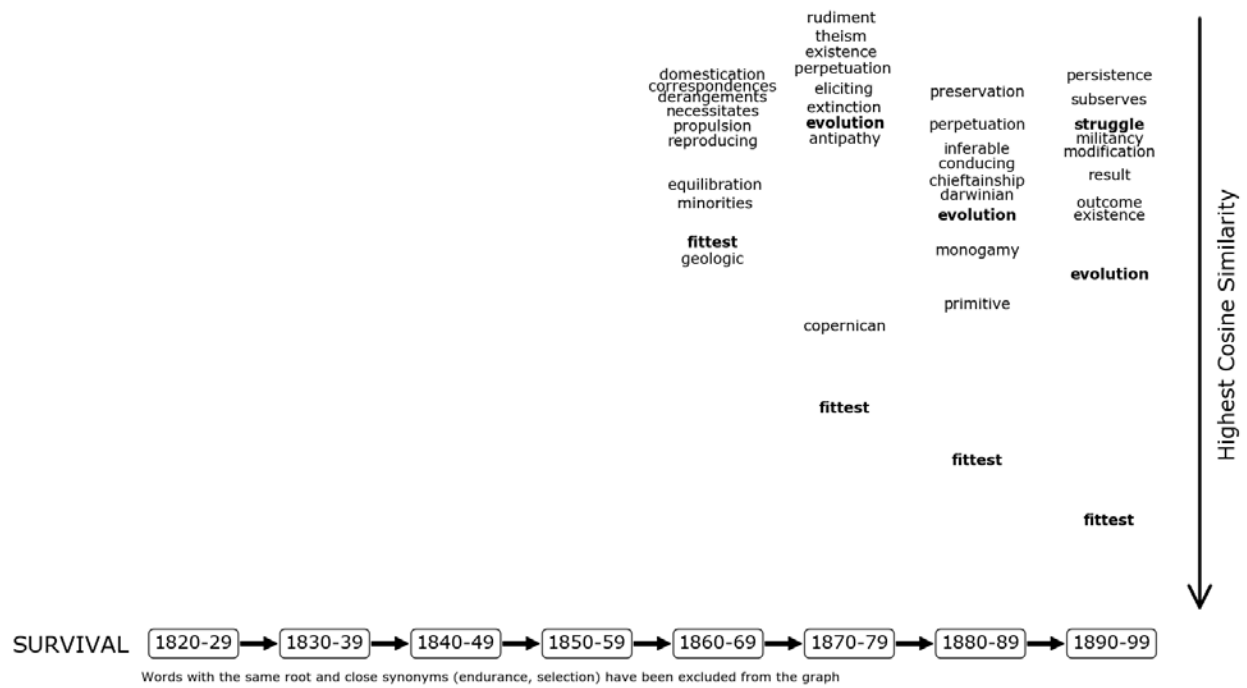 rudiment
theism
existence
perpetuation
eliciting
extinction
evolution
antipathy
copernican
fittest
domestication
correspondences
derangements
necessitates
propulsion
reproducing
equilibration
minorities
fittest
geologic
preservation
perpetuation
inferable
conducing
chieftainship
darwinian
evolution
monogamy
primitive
fittest
persistence
subserves
struggle
militancy
modification
result
outcome
existence
evolution
fittest
Highest Cosine Similarity
SURVIVAL 1820-29 1830-39 1840-49 1850-59 1860-69 1870-79 1880-89 1890-99
Words with the same root and close synonyms (endurance, selection) have been excluded from the graph